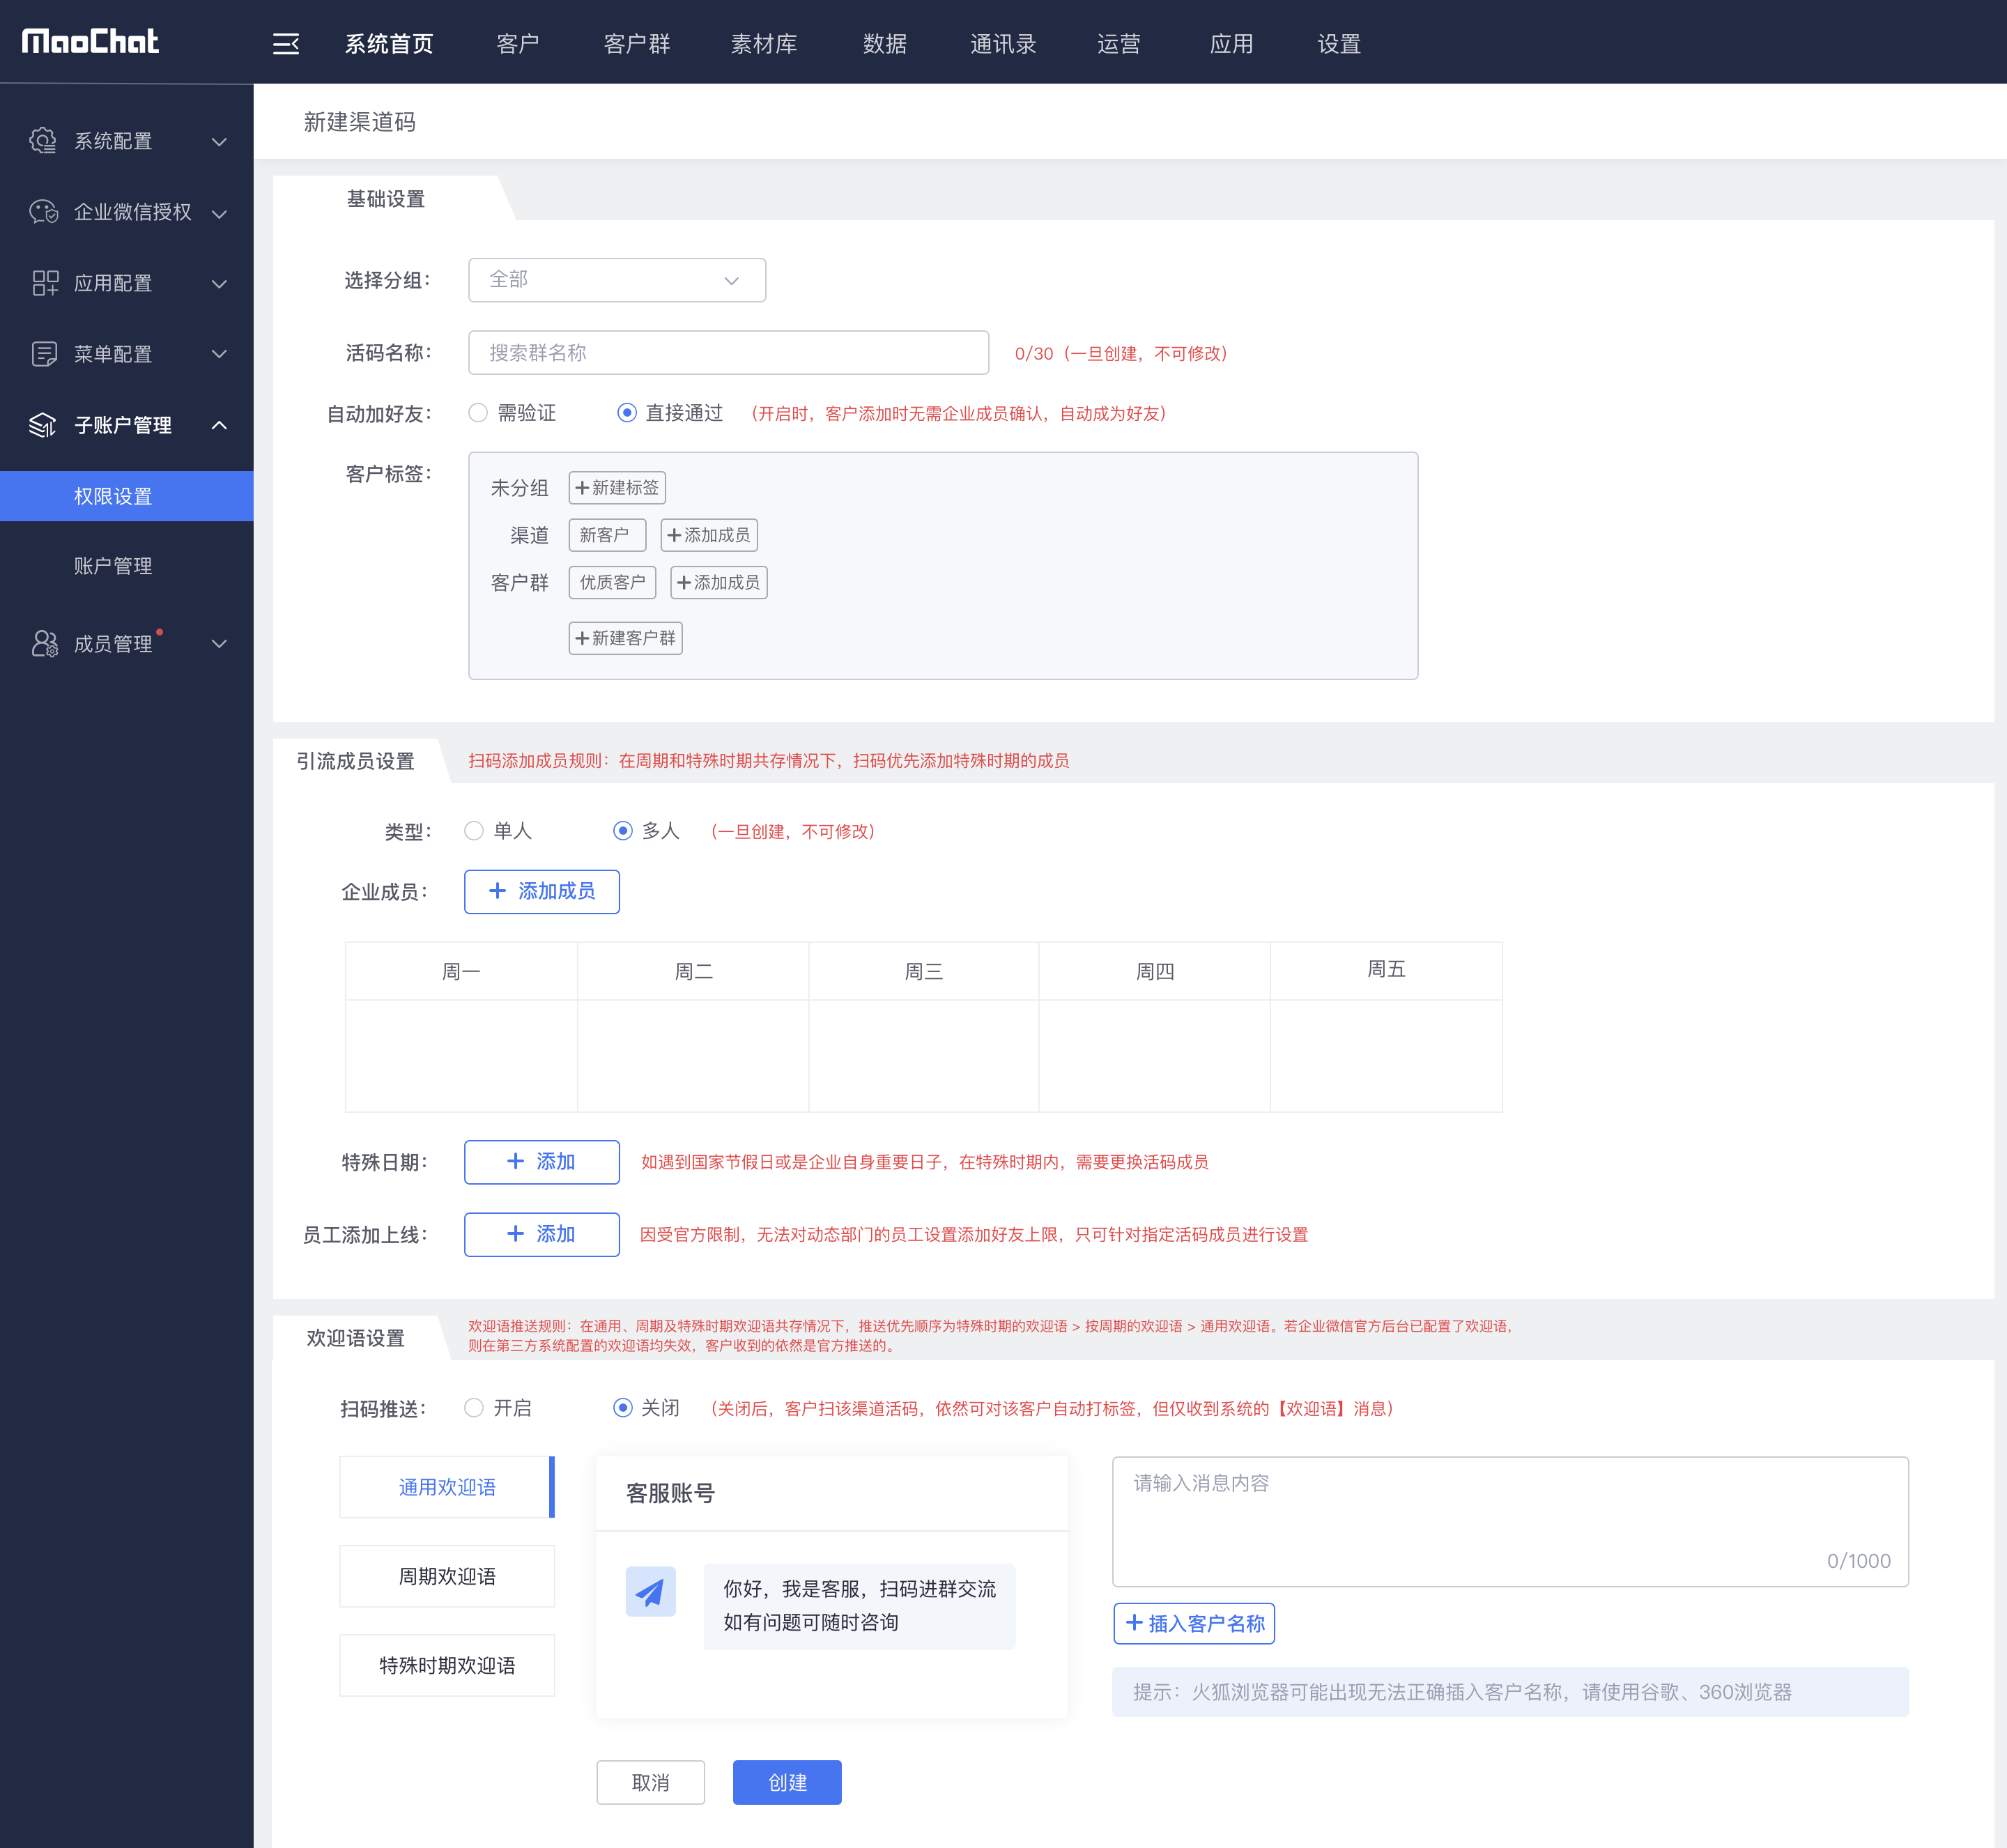 MaoChat
系统首页 客户 客户群 素材库 数据 通讯录 运营 应用 设置
系统配置
企业微信授权
应用配置
菜单配置
子账户管理
权限设置
账户管理
成员管理
新建渠道码
基础设置
选择分组： 全部
活码名称： 搜索群名称 0/30（一旦创建，不可修改）
自动加好友： 需验证 直接通过 （开启时，客户添加时无需企业成员确认，自动成为好友）
客户标签：
未分组 +新建标签
渠道 新客户 +添加成员
客户群 优质客户 +添加成员
+新建客户群
引流成员设置 扫码添加成员规则：在周期和特殊时期共存情况下，扫码优先添加特殊时期的成员
类型： 单人 多人 （一旦创建，不可修改）
企业成员： + 添加成员
周一 周二 周三 周四 周五
特殊日期： + 添加 如遇到国家节假日或是企业自身重要日子，在特殊时期内，需要更换活码成员
员工添加上线： + 添加 因受官方限制，无法对动态部门的员工设置添加好友上限，只可针对指定活码成员进行设置
欢迎语设置
欢迎语推送规则：在通用、周期及特殊时期欢迎语共存情况下，推送优先顺序为特殊时期的欢迎语 > 按周期的欢迎语 > 通用欢迎语。若企业微信官方后台已配置了欢迎语，
则在第三方系统配置的欢迎语均失效，客户收到的依然是官方推送的。
扫码推送： 开启 关闭 （关闭后，客户扫该渠道活码，依然可对该客户自动打标签，但仅收到系统的【欢迎语】消息）
通用欢迎语
周期欢迎语
特殊时期欢迎语
客服账号
你好，我是客服，扫码进群交流
如有问题可随时咨询
请输入消息内容
0/1000
+ 插入客户名称
提示：火狐浏览器可能出现无法正确插入客户名称，请使用谷歌、360浏览器
取消 创建